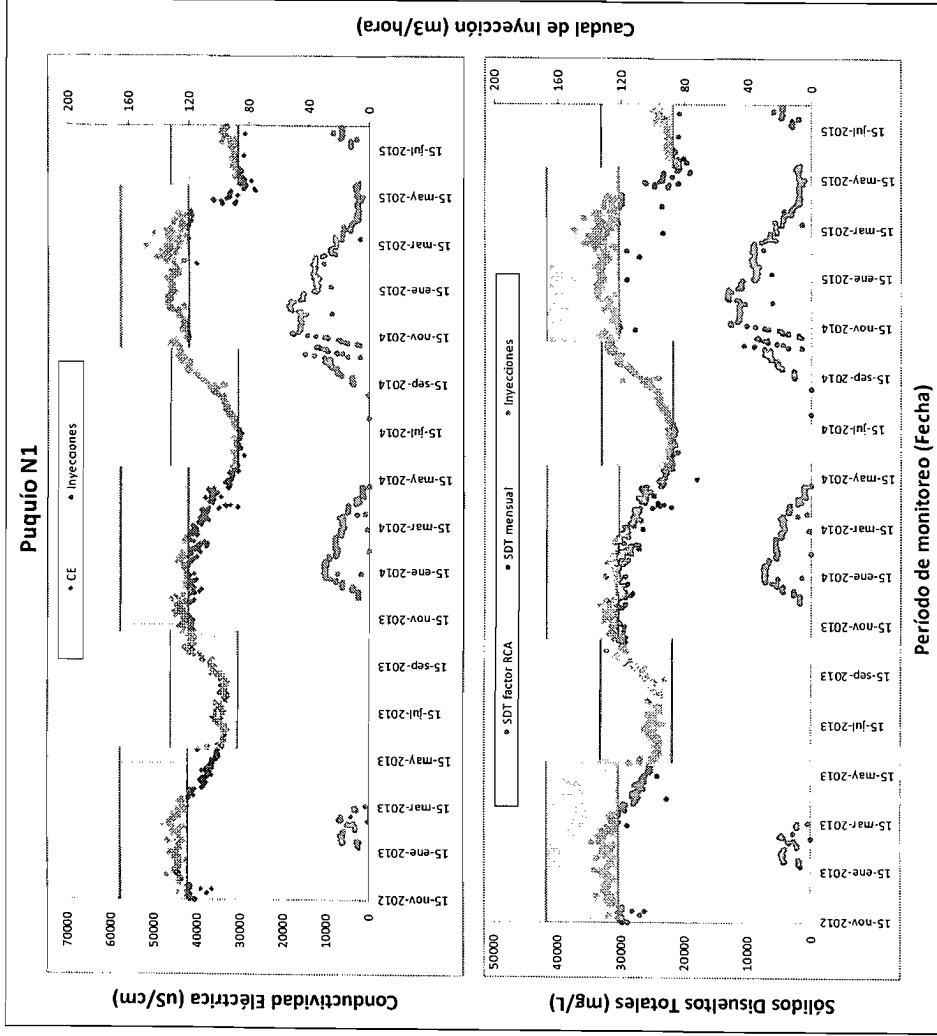 Puquío N1
Conductividad Eléctrica (uS/cm)
70000
60000
50000
40000
30000
20000
10000
0
CE
Inyecciones
200
160
120
80
40
0
15-nov-2012
15-ene-2013
15-mar-2013
15-may-2013
15-jul-2013
15-sep-2013
15-nov-2013
15-ene-2014
15-mar-2014
15-may-2014
15-jul-2014
15-sep-2014
15-nov-2014
15-ene-2015
15-mar-2015
15-may-2015
15-jul-2015
Caudal de Inyección (m3/hora)
Sólidos Disueltos Totales (mg/L)
50000
40000
30000
20000
10000
0
SDT factor RCA
SDT mensual
Inyecciones
200
160
120
80
40
0
15-nov-2012
15-ene-2013
15-mar-2013
15-may-2013
15-jul-2013
15-sep-2013
15-nov-2013
15-ene-2014
15-mar-2014
15-may-2014
15-jul-2014
15-sep-2014
15-nov-2014
15-ene-2015
15-mar-2015
15-may-2015
15-jul-2015
Período de monitoreo (Fecha)